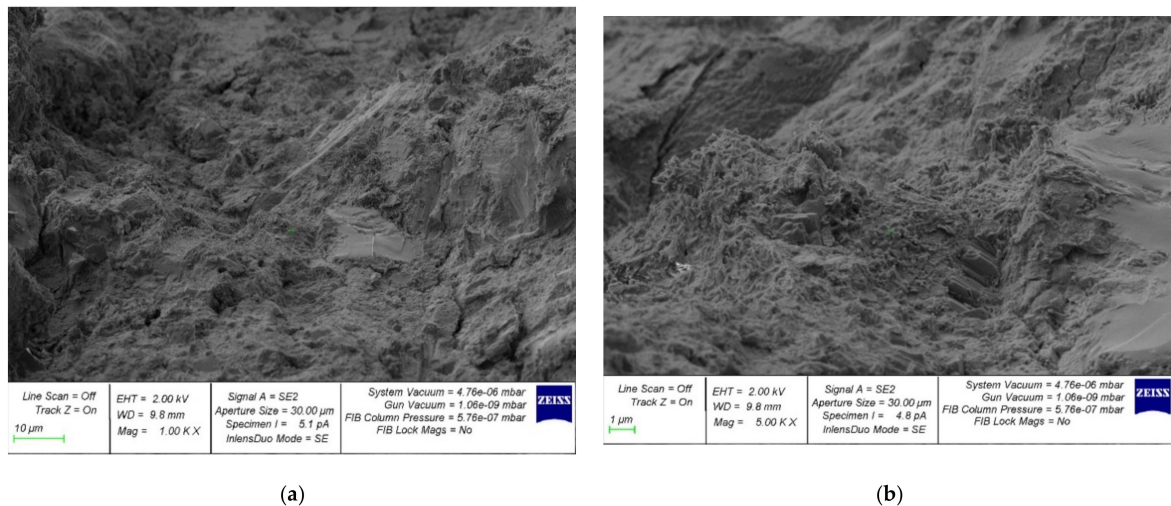 Line Scan = Off
Track Z = On
10 µm
EHT = 2.00 kV
WD = 9.8 mm
Mag = 1.00 K X
Signal A = SE2
Aperture Size = 30.00 µm
Specimen I = 5.1 pA
InlensDuo Mode = SE
System Vacuum = 4.76e-06 mbar
Gun Vacuum = 1.06e-09 mbar
FIB Column Pressure = 5.76e-07 mbar
FIB Lock Mags = No
ZEISS
(a)
Line Scan = Off
Track Z = On
1 µm
EHT = 2.00 kV
WD = 9.8 mm
Mag = 5.00 K X
Signal A = SE2
Aperture Size = 30.00 µm
Specimen I = 4.8 pA
InlensDuo Mode = SE
System Vacuum = 4.76e-06 mbar
Gun Vacuum = 1.06e-09 mbar
FIB Column Pressure = 5.76e-07 mbar
FIB Lock Mags = No
ZEISS
(b)